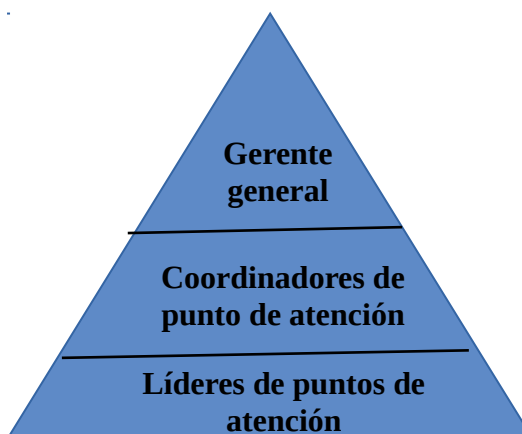 Gerente
general
Coordinadores de
punto de atención
Líderes de puntos de
atención